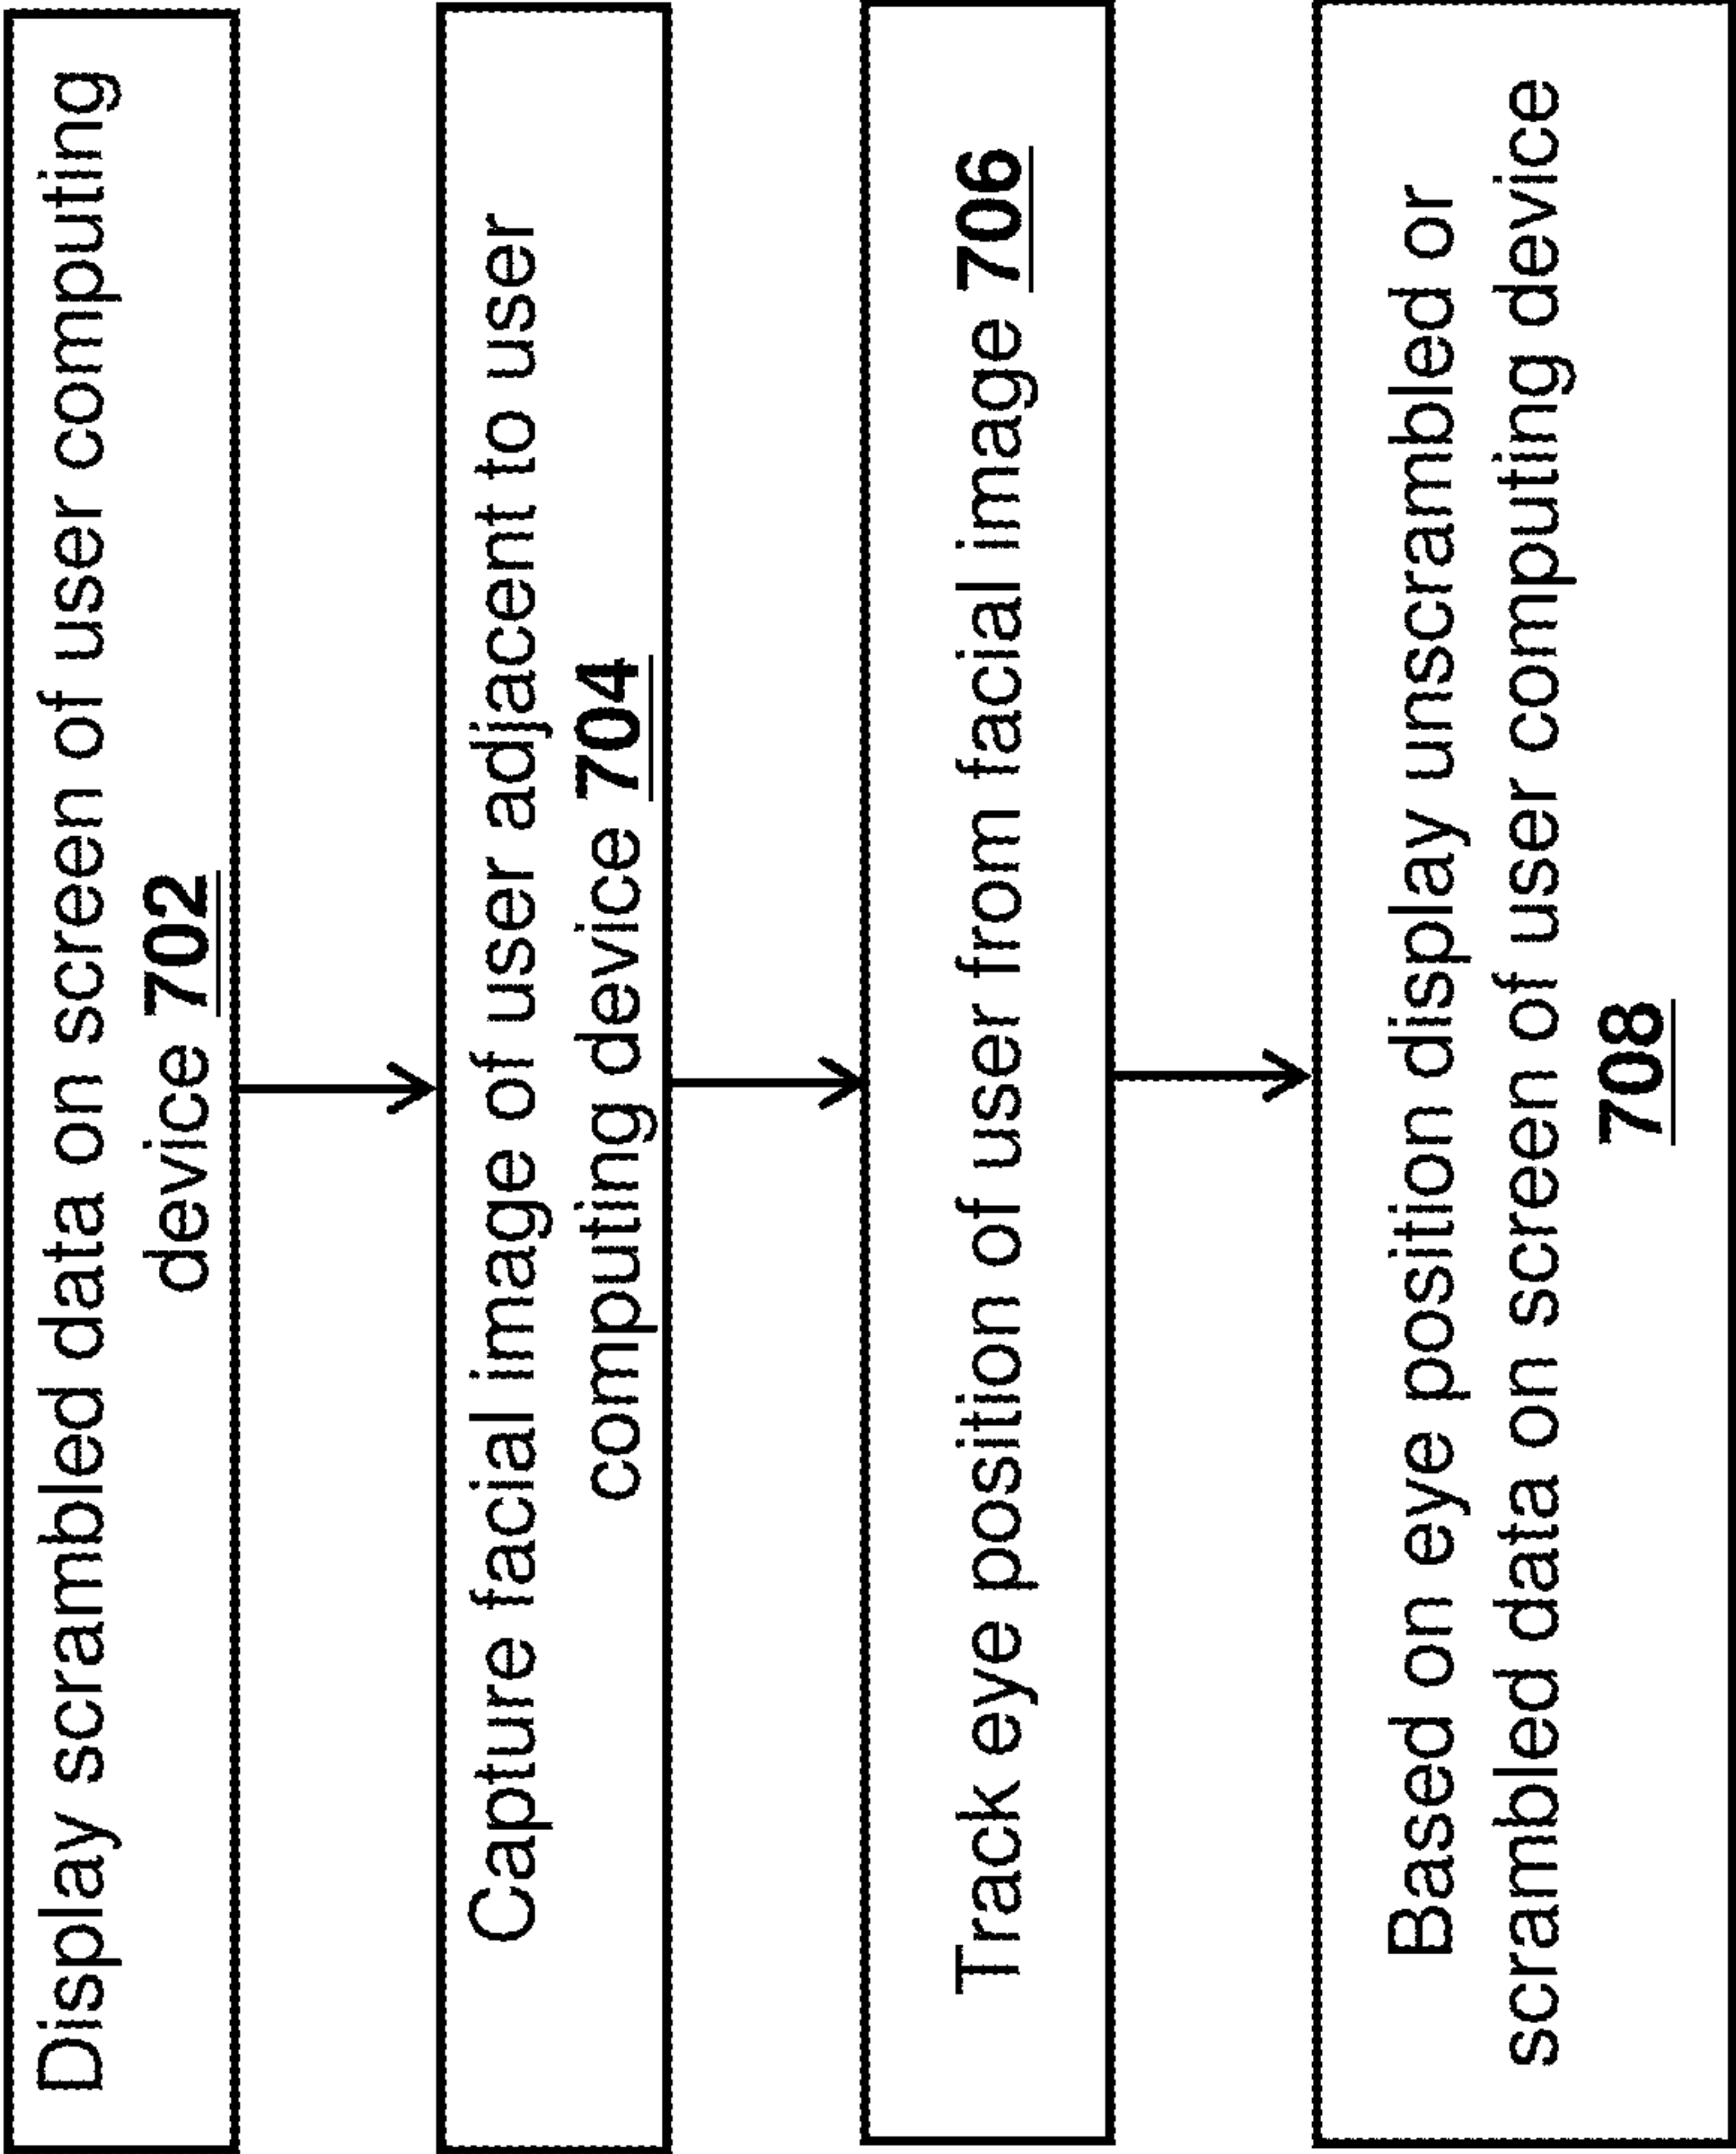 Display scrambled data on screen of user computing
device 702
Capture facial image of user adjacent to user
computing device 704
Track eye position of user from facial image 706
Based on eye position display unscrambled or
scrambled data on screen of user computing device
708